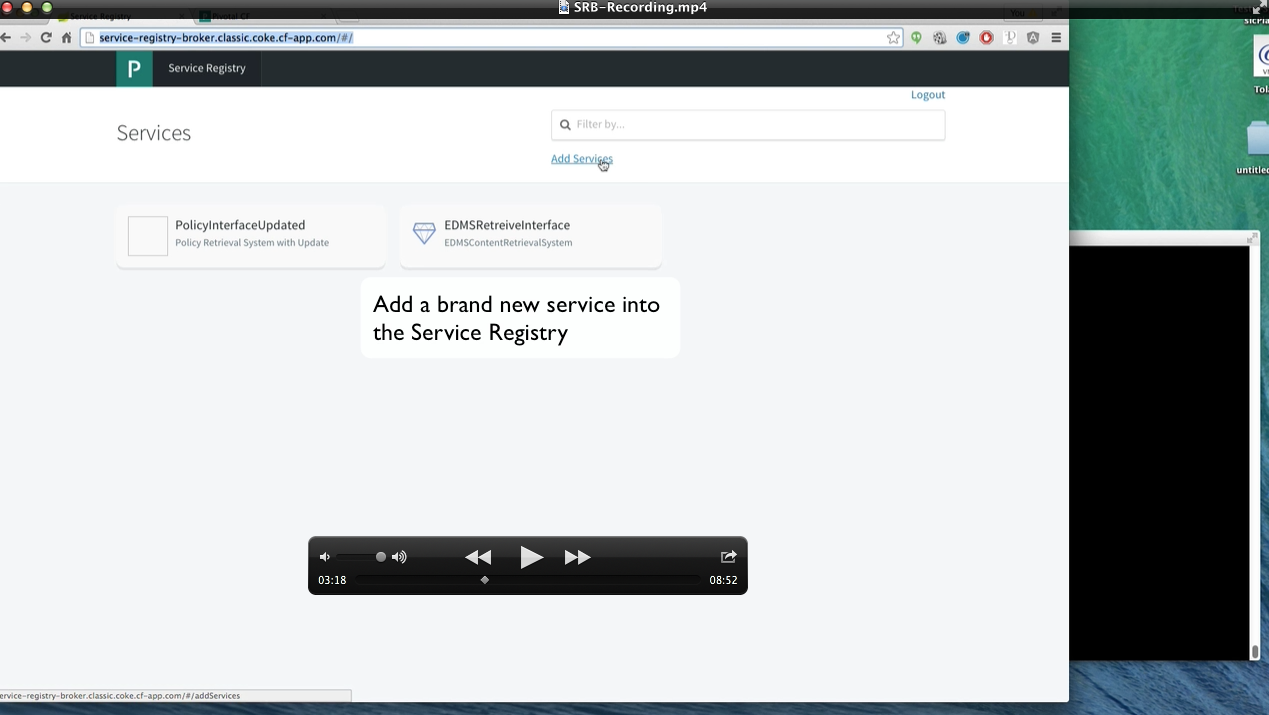 SRB-Recording.mp4
Service Registry
Pivotal CF
You
service-registry-broker.classic.coke.cf-app.com/#/
P
Service Registry
Logout
Services
Filter by...
Add Services
PolicyInterfaceUpdated
Policy Retrieval System with Update
EDMSRetreiveInterface
EDMSContentRetrievalSystem
Add a brand new service into
the Service Registry
03:18
08:52
ervice-registry-broker.classic.coke.cf-app.com/#/addServices
untitled